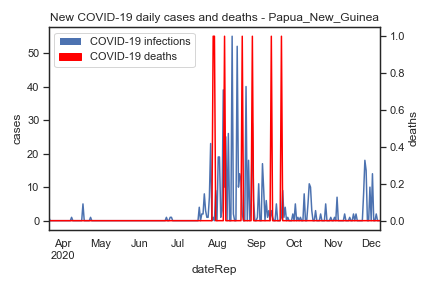 New COVID-19 daily cases and deaths - Papua_New_Guinea
COVID-19 infections
COVID-19 deaths
50
40
30
20
10
0
cases
1.0
0.8
0.6
0.4
0.2
0.0
deaths
Apr May Jun Jul Aug Sep Oct Nov Dec
2020
dateRep